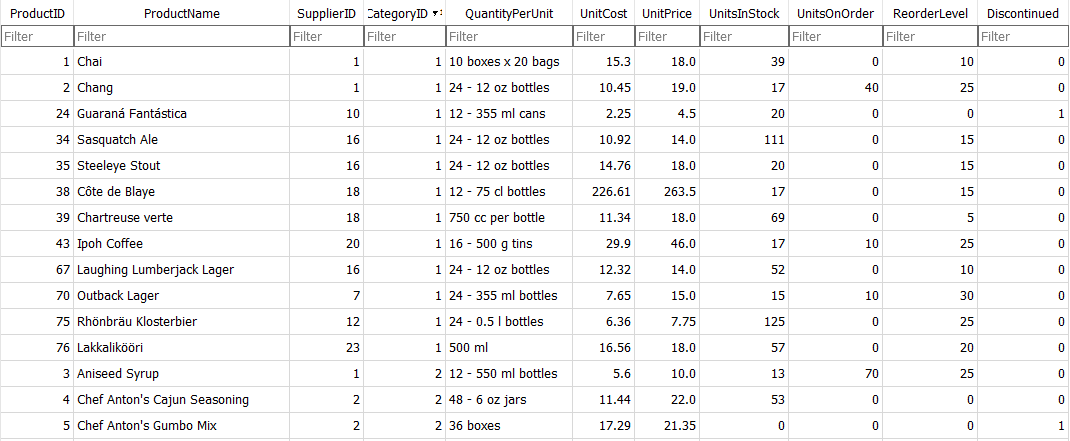 ProductID ProductName SupplierID CategoryID QuantityPerUnit UnitCost UnitPrice UnitsInStock UnitsOnOrder ReorderLevel Discontinued
Filter Filter Filter Filter Filter Filter Filter Filter Filter Filter Filter
1 Chai 1 1 10 boxes x 20 bags 15.3 18.0 39 0 10 0
2 Chang 1 1 24 - 12 oz bottles 10.45 19.0 17 40 25 0
24 Guaraná Fantástica 10 1 12 - 355 ml cans 2.25 4.5 20 0 0 1
34 Sasquatch Ale 16 1 24 - 12 oz bottles 10.92 14.0 111 0 15 0
35 Steeleye Stout 16 1 24 - 12 oz bottles 14.76 18.0 20 0 15 0
38 Côte de Blaye 18 1 12 - 75 cl bottles 226.61 263.5 17 0 15 0
39 Chartreuse verte 18 1 750 cc per bottle 11.34 18.0 69 0 5 0
43 Ipoh Coffee 20 1 16 - 500 g tins 29.9 46.0 17 10 25 0
67 Laughing Lumberjack Lager 16 1 24 - 12 oz bottles 12.32 14.0 52 0 10 0
70 Outback Lager 7 1 24 - 355 ml bottles 7.65 15.0 15 10 30 0
75 Rhönbräu Klosterbier 12 1 24 - 0.5 l bottles 6.36 7.75 125 0 25 0
76 Lakkalikööri 23 1 500 ml 16.56 18.0 57 0 20 0
3 Aniseed Syrup 1 2 12 - 550 ml bottles 5.6 10.0 13 70 25 0
4 Chef Anton's Cajun Seasoning 2 2 48 - 6 oz jars 11.44 22.0 53 0 0 0
5 Chef Anton's Gumbo Mix 2 2 36 boxes 17.29 21.35 0 0 0 1